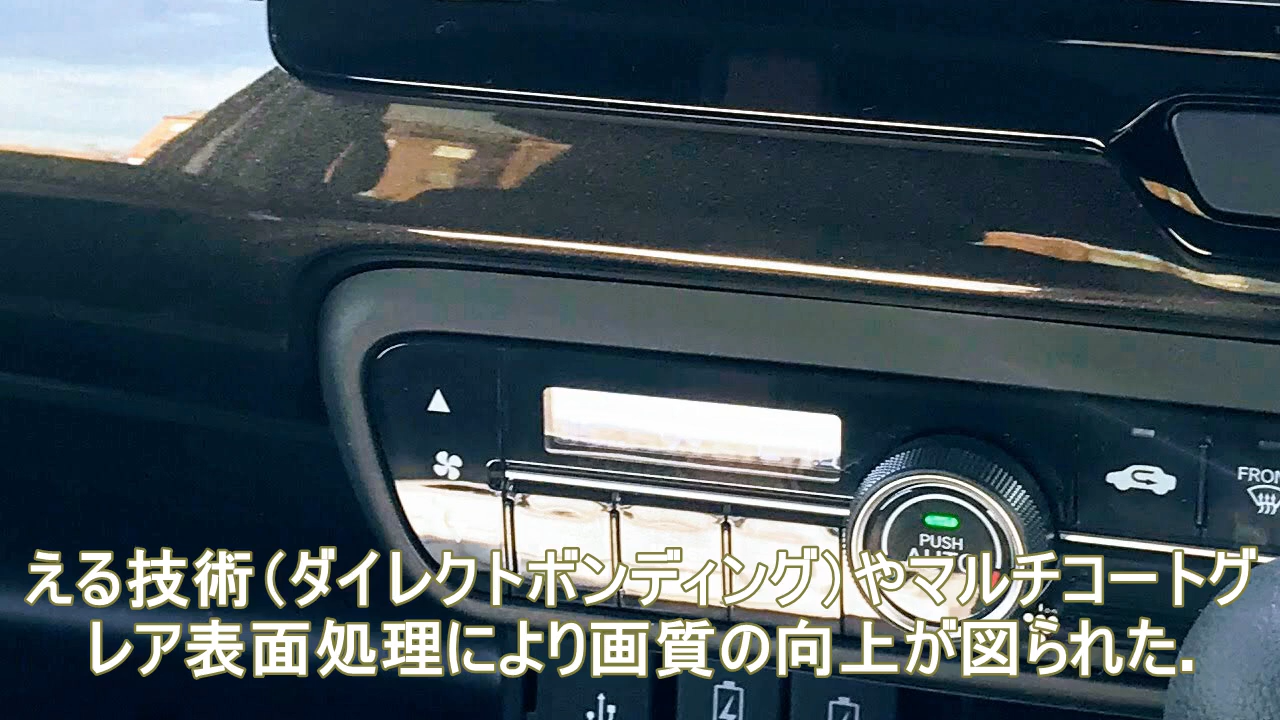 FRON
PUSH
AUTO
える技術（ダイレクトボンディング）やマルチコートグ
レア表面処理により画質の向上が図られた.